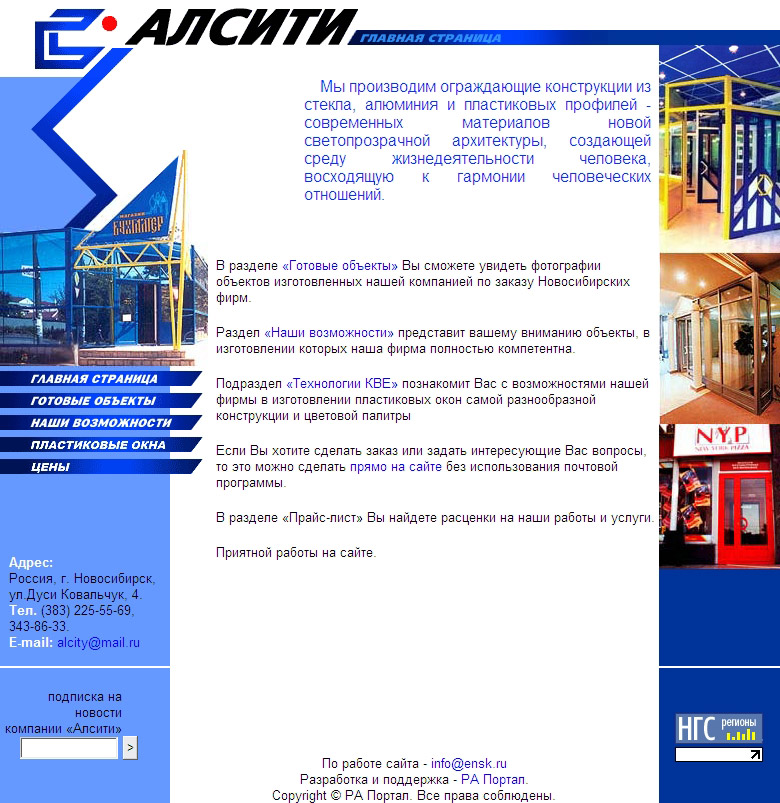 АЛСИТИ
ГЛАВНАЯ СТРАНИЦА
Мы производим ограждающие конструкции из
стекла, алюминия и пластиковых профилей -
современных материалов новой
светопрозрачной архитектуры, создающей
среду жизнедеятельности человека,
восходящую к гармонии человеческих
отношений.
МАГАЗИН
БУХММЕР
В разделе «Готовые объекты» Вы сможете увидеть фотографии
объектов изготовленных нашей компанией по заказу Новосибирских
фирм.
Раздел «Наши возможности» представит вашему вниманию объекты, в
изготовлении которых наша фирма полностью компетентна.
Подраздел «Технологии КВЕ» познакомит Вас с возможностями нашей
фирмы в изготовлении пластиковых окон самой разнообразной
конструкции и цветовой палитры
Если Вы хотите сделать заказ или задать интересующие Вас вопросы,
то это можно сделать прямо на сайте без использования почтовой
программы.
В разделе «Прайс-лист» Вы найдете расценки на наши работы и услуги.
Приятной работы на сайте.
ГЛАВНАЯ СТРАНИЦА
ГОТОВЫЕ ОБЪЕКТЫ
НАШИ ВОЗМОЖНОСТИ
ПЛАСТИКОВЫЕ ОКНА
ЦЕНЫ
N.Y.P
NEW YORK PIZZA
Адрес:
Россия, г. Новосибирск,
ул.Дуси Ковальчук, 4.
Тел. (383) 225-55-69,
343-86-33.
E-mail: alcity@mail.ru
подписка на
новости
компании «Алсити»
>
НГС регионы
По работе сайта - info@ensk.ru
Разработка и поддержка - РА Портал.
Copyright © РА Портал. Все права соблюдены.